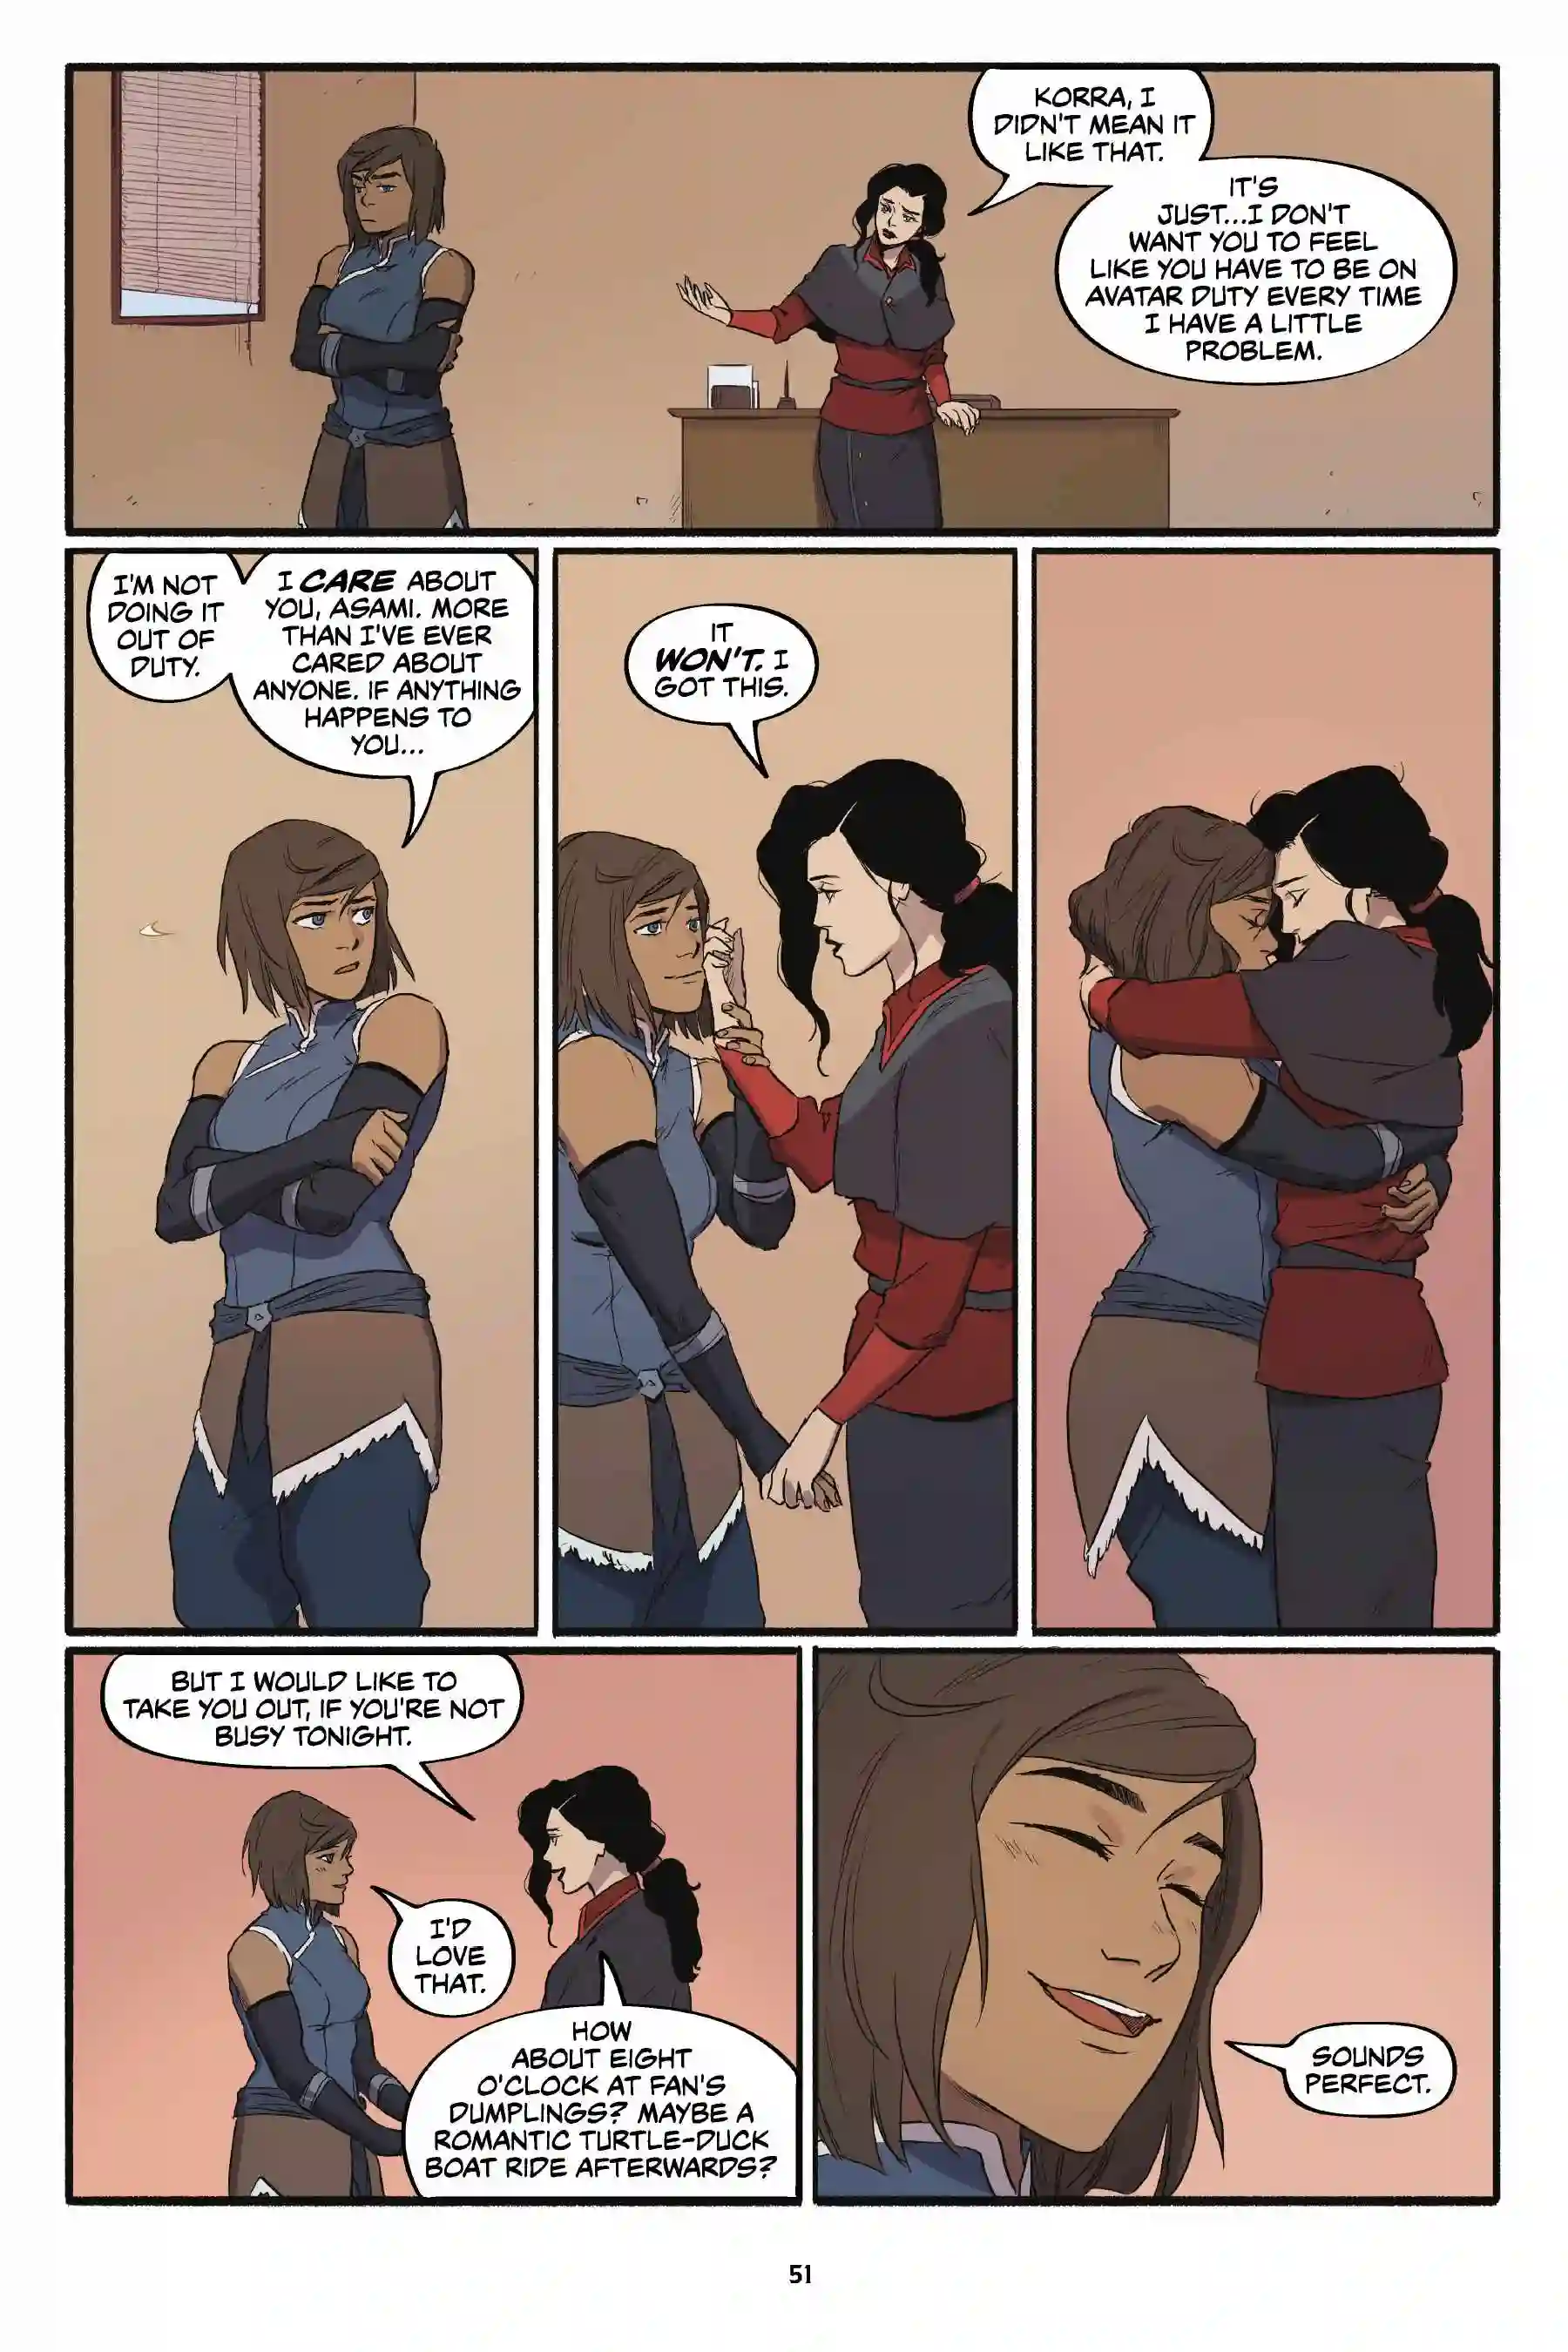 KORRA, I
DIDN'T MEAN IT
LIKE THAT.
IT'S
JUST...I DON'T
WANT YOU TO FEEL
LIKE YOU HAVE TO BE ON
AVATAR DUTY EVERY TIME
I HAVE A LITTLE
PROBLEM.
I'M NOT
DOING IT
OUT OF
DUTY.
I CARE ABOUT
YOU, ASAMI. MORE
THAN I'VE EVER
CARED ABOUT
ANYONE. IF ANYTHING
HAPPENS TO
YOU...
IT
WON'T. I
GOT THIS.
BUT I WOULD LIKE TO
TAKE YOU OUT, IF YOU'RE NOT
BUSY TONIGHT.
I'D
LOVE
THAT.
HOW
ABOUT EIGHT
O'CLOCK AT FAN'S
DUMPLINGS? MAYBE A
ROMANTIC TURTLE-DUCK
BOAT RIDE AFTERWARDS?
SOUNDS
PERFECT.
51